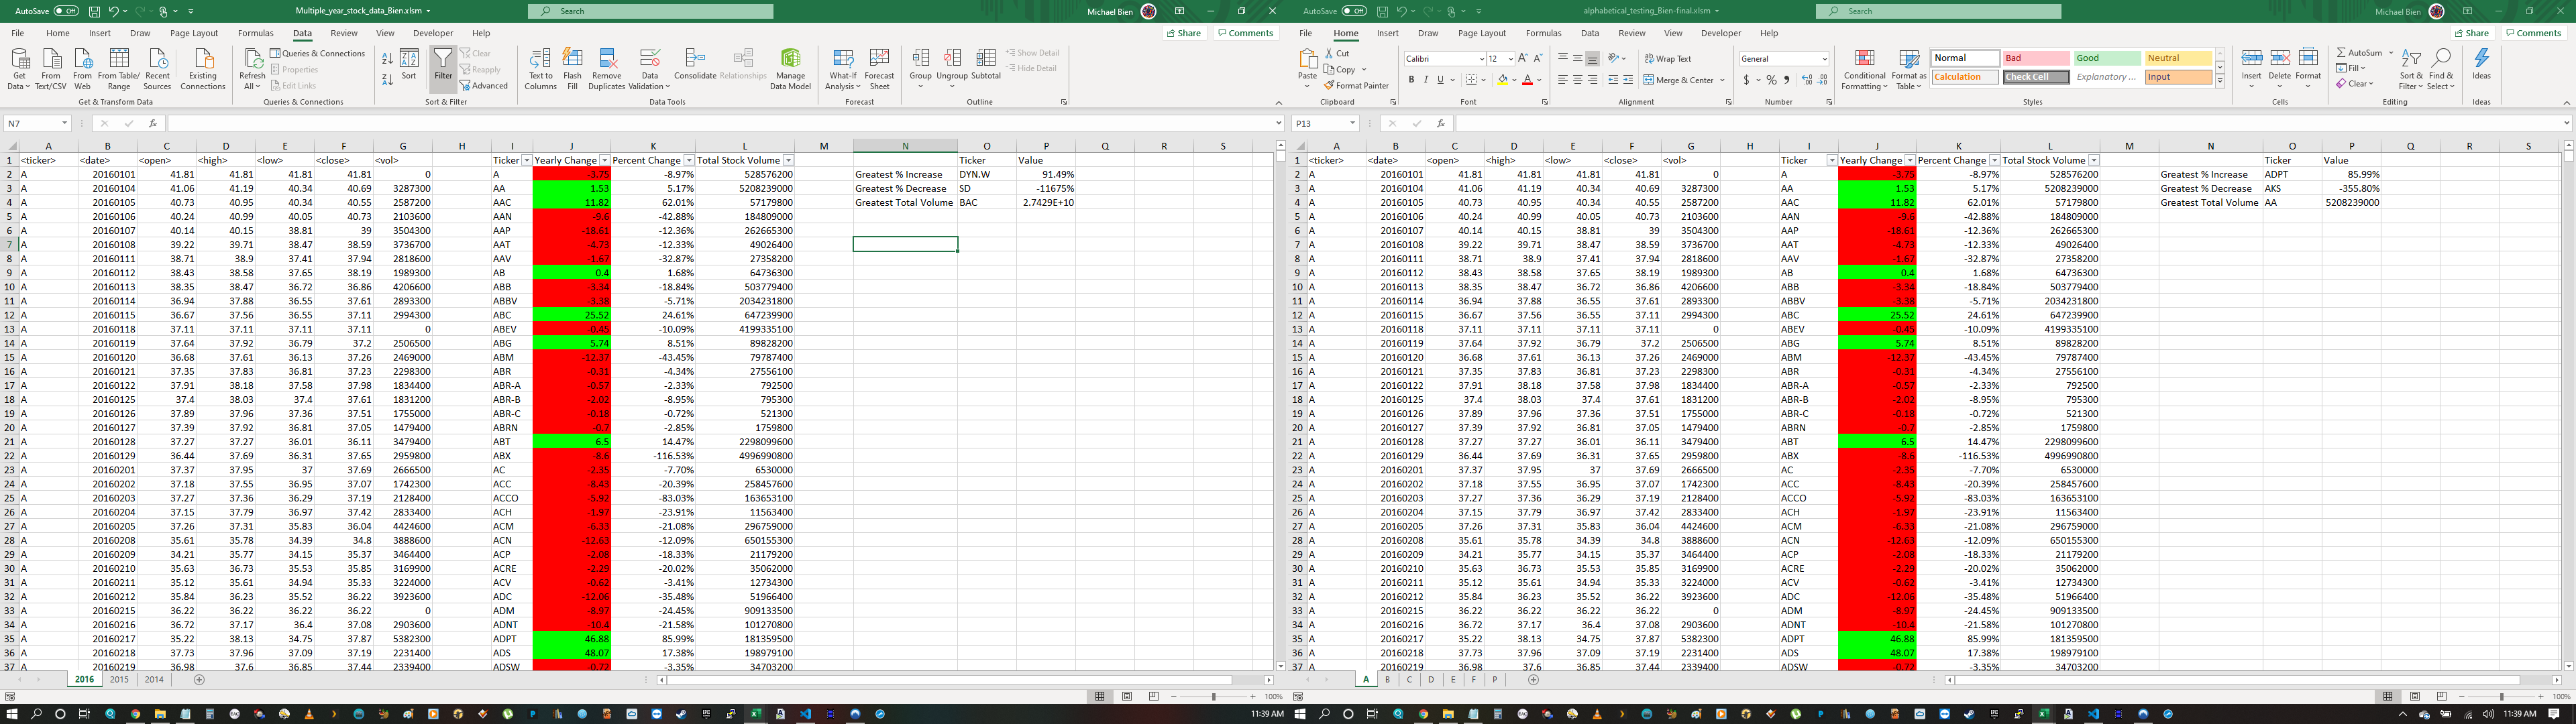 AutoSave Off Multiple_year_stock_data_Bien.xlsm Search Michael Bien
File Home Insert Draw Page Layout Formulas Data Review View Developer Help Share Comments
Get Data From Text/CSV From Web From Table/Range Recent Sources Existing Connections Refresh All Queries & Connections Properties Edit Links Sort Filter Clear Reapply Advanced Text to Columns Flash Fill Remove Duplicates Data Validation Consolidate Relationships Manage Data Model What-If Analysis Forecast Sheet Group Ungroup Subtotal Show Detail Hide Detail
Get & Transform Data Queries & Connections Sort & Filter Data Tools Forecast Outline
N7 fx
A B C D E F G H I J K L M N O P Q R S
1 <ticker> <date> <open> <high> <low> <close> <vol> Ticker Yearly Change Percent Change Total Stock Volume Ticker Value
2 A 20160101 41.81 41.81 41.81 41.81 0 A -3.75 -8.97% 528576200 Greatest % Increase DYN.W 91.49%
3 A 20160104 41.06 41.19 40.34 40.69 3287300 AA 1.53 5.17% 5208239000 Greatest % Decrease SD -11675%
4 A 20160105 40.73 40.95 40.34 40.55 2587200 AAC 11.82 62.01% 57179800 Greatest Total Volume BAC 2.7429E+10
5 A 20160106 40.24 40.99 40.05 40.73 2103600 AAN -9.6 -42.88% 184809000
6 A 20160107 40.14 40.15 38.81 39 3504300 AAP -18.61 -12.36% 262665300
7 A 20160108 39.22 39.71 38.47 38.59 3736700 AAT -4.73 -12.33% 49026400
8 A 20160111 38.71 38.9 37.41 37.94 2818600 AAV -1.67 -32.87% 27358200
9 A 20160112 38.43 38.58 37.65 38.19 1989300 AB 0.4 1.68% 64736300
10 A 20160113 38.35 38.47 36.72 36.86 4206600 ABB -3.34 -18.84% 503779400
11 A 20160114 36.94 37.88 36.55 37.61 2893300 ABBV -3.38 -5.71% 2034231800
12 A 20160115 36.67 37.56 36.55 37.11 2994300 ABC 25.52 24.61% 647239900
13 A 20160118 37.11 37.11 37.11 37.11 0 ABEV -0.45 -10.09% 4199335100
14 A 20160119 37.64 37.92 36.79 37.2 2506500 ABG 5.74 8.51% 89828200
15 A 20160120 36.68 37.61 36.13 37.26 2469000 ABM -12.37 -43.45% 79787400
16 A 20160121 37.35 37.83 36.81 37.23 2298300 ABR -0.31 -4.34% 27556100
17 A 20160122 37.91 38.18 37.58 37.98 1834400 ABR-A -0.57 -2.33% 792500
18 A 20160125 37.4 38.03 37.4 37.61 1831200 ABR-B -2.02 -8.95% 795300
19 A 20160126 37.89 37.96 37.36 37.51 1755000 ABR-C -0.18 -0.72% 521300
20 A 20160127 37.39 37.92 36.81 37.05 1479400 ABRN -0.7 -2.85% 1759800
21 A 20160128 37.27 37.27 36.01 36.11 3479400 ABT 6.5 14.47% 2298099600
22 A 20160129 36.44 37.69 36.31 37.65 2959800 ABX -8.6 -116.53% 4996990800
23 A 20160201 37.37 37.95 37 37.69 2666500 AC -2.35 -7.70% 6530000
24 A 20160202 37.18 37.55 36.95 37.07 1742300 ACC -8.43 -20.39% 258457600
25 A 20160203 37.27 37.36 36.29 37.19 2128400 ACCO -5.92 -83.03% 163653100
26 A 20160204 37.15 37.79 36.97 37.42 2833400 ACH -1.97 -23.91% 11563400
27 A 20160205 37.26 37.31 35.83 36.04 4424600 ACM -6.33 -21.08% 296759000
28 A 20160208 35.61 35.78 34.39 34.8 3888600 ACN -12.63 -12.09% 650155300
29 A 20160209 34.21 35.77 34.15 35.37 3464400 ACP -2.08 -18.33% 21179200
30 A 20160210 35.63 36.73 35.53 35.85 3169900 ACRE -2.29 -20.02% 35062000
31 A 20160211 35.12 35.61 34.94 35.33 3224000 ACV -0.62 -3.41% 12734300
32 A 20160212 35.84 36.23 35.52 36.22 3923600 ADC -12.06 -35.48% 51966400
33 A 20160215 36.22 36.22 36.22 36.22 0 ADM -8.97 -24.45% 909133500
34 A 20160216 36.72 37.17 36.4 37.08 2903600 ADNT -10.4 -21.58% 101270800
35 A 20160217 35.22 38.13 34.75 37.87 5382300 ADPT 46.88 85.99% 181359500
36 A 20160218 37.73 37.96 37.09 37.19 2231400 ADS 48.07 17.38% 198979100
37 A 20160219 36.98 37.6 36.85 37.44 2339400 ADSW -0.72 -3.35% 34703200
2016 2015 2014
100%
11:39 AM
AutoSave Off alphabetical_testing_Bien-final.xlsm Search Michael Bien
File Home Insert Draw Page Layout Formulas Data Review View Developer Help Share Comments
Paste Cut Copy Format Painter Calibri 12 B I U Wrap Text Merge & Center General $ % Conditional Formatting Format as Table Normal Bad Good Neutral Calculation Check Cell Explanatory ... Input Insert Delete Format AutoSum Fill Clear Sort & Filter Find & Select Ideas
Clipboard Font Alignment Number Styles Cells Editing Ideas
P13 fx
A B C D E F G H I J K L M N O P Q R S
1 <ticker> <date> <open> <high> <low> <close> <vol> Ticker Yearly Change Percent Change Total Stock Volume Ticker Value
2 A 20160101 41.81 41.81 41.81 41.81 0 A -3.75 -8.97% 528576200 Greatest % Increase ADPT 85.99%
3 A 20160104 41.06 41.19 40.34 40.69 3287300 AA 1.53 5.17% 5208239000 Greatest % Decrease AKS -355.80%
4 A 20160105 40.73 40.95 40.34 40.55 2587200 AAC 11.82 62.01% 57179800 Greatest Total Volume AA 5208239000
5 A 20160106 40.24 40.99 40.05 40.73 2103600 AAN -9.6 -42.88% 184809000
6 A 20160107 40.14 40.15 38.81 39 3504300 AAP -18.61 -12.36% 262665300
7 A 20160108 39.22 39.71 38.47 38.59 3736700 AAT -4.73 -12.33% 49026400
8 A 20160111 38.71 38.9 37.41 37.94 2818600 AAV -1.67 -32.87% 27358200
9 A 20160112 38.43 38.58 37.65 38.19 1989300 AB 0.4 1.68% 64736300
10 A 20160113 38.35 38.47 36.72 36.86 4206600 ABB -3.34 -18.84% 503779400
11 A 20160114 36.94 37.88 36.55 37.61 2893300 ABBV -3.38 -5.71% 2034231800
12 A 20160115 36.67 37.56 36.55 37.11 2994300 ABC 25.52 24.61% 647239900
13 A 20160118 37.11 37.11 37.11 37.11 0 ABEV -0.45 -10.09% 4199335100
14 A 20160119 37.64 37.92 36.79 37.2 2506500 ABG 5.74 8.51% 89828200
15 A 20160120 36.68 37.61 36.13 37.26 2469000 ABM -12.37 -43.45% 79787400
16 A 20160121 37.35 37.83 36.81 37.23 2298300 ABR -0.31 -4.34% 27556100
17 A 20160122 37.91 38.18 37.58 37.98 1834400 ABR-A -0.57 -2.33% 792500
18 A 20160125 37.4 38.03 37.4 37.61 1831200 ABR-B -2.02 -8.95% 795300
19 A 20160126 37.89 37.96 37.36 37.51 1755000 ABR-C -0.18 -0.72% 521300
20 A 20160127 37.39 37.92 36.81 37.05 1479400 ABRN -0.7 -2.85% 1759800
21 A 20160128 37.27 37.27 36.01 36.11 3479400 ABT 6.5 14.47% 2298099600
22 A 20160129 36.44 37.69 36.31 37.65 2959800 ABX -8.6 -116.53% 4996990800
23 A 20160201 37.37 37.95 37 37.69 2666500 AC -2.35 -7.70% 6530000
24 A 20160202 37.18 37.55 36.95 37.07 1742300 ACC -8.43 -20.39% 258457600
25 A 20160203 37.27 37.36 36.29 37.19 2128400 ACCO -5.92 -83.03% 163653100
26 A 20160204 37.15 37.79 36.97 37.42 2833400 ACH -1.97 -23.91% 11563400
27 A 20160205 37.26 37.31 35.83 36.04 4424600 ACM -6.33 -21.08% 296759000
28 A 20160208 35.61 35.78 34.39 34.8 3888600 ACN -12.63 -12.09% 650155300
29 A 20160209 34.21 35.77 34.15 35.37 3464400 ACP -2.08 -18.33% 21179200
30 A 20160210 35.63 36.73 35.53 35.85 3169900 ACRE -2.29 -20.02% 35062000
31 A 20160211 35.12 35.61 34.94 35.33 3224000 ACV -0.62 -3.41% 12734300
32 A 20160212 35.84 36.23 35.52 36.22 3923600 ADC -12.06 -35.48% 51966400
33 A 20160215 36.22 36.22 36.22 36.22 0 ADM -8.97 -24.45% 909133500
34 A 20160216 36.72 37.17 36.4 37.08 2903600 ADNT -10.4 -21.58% 101270800
35 A 20160217 35.22 38.13 34.75 37.87 5382300 ADPT 46.88 85.99% 181359500
36 A 20160218 37.73 37.96 37.09 37.19 2231400 ADS 48.07 17.38% 198979100
37 A 20160219 36.98 37.6 36.85 37.44 2339400 ADSW -0.72 -3.35% 34703200
A B C D E F P
100%
11:39 AM